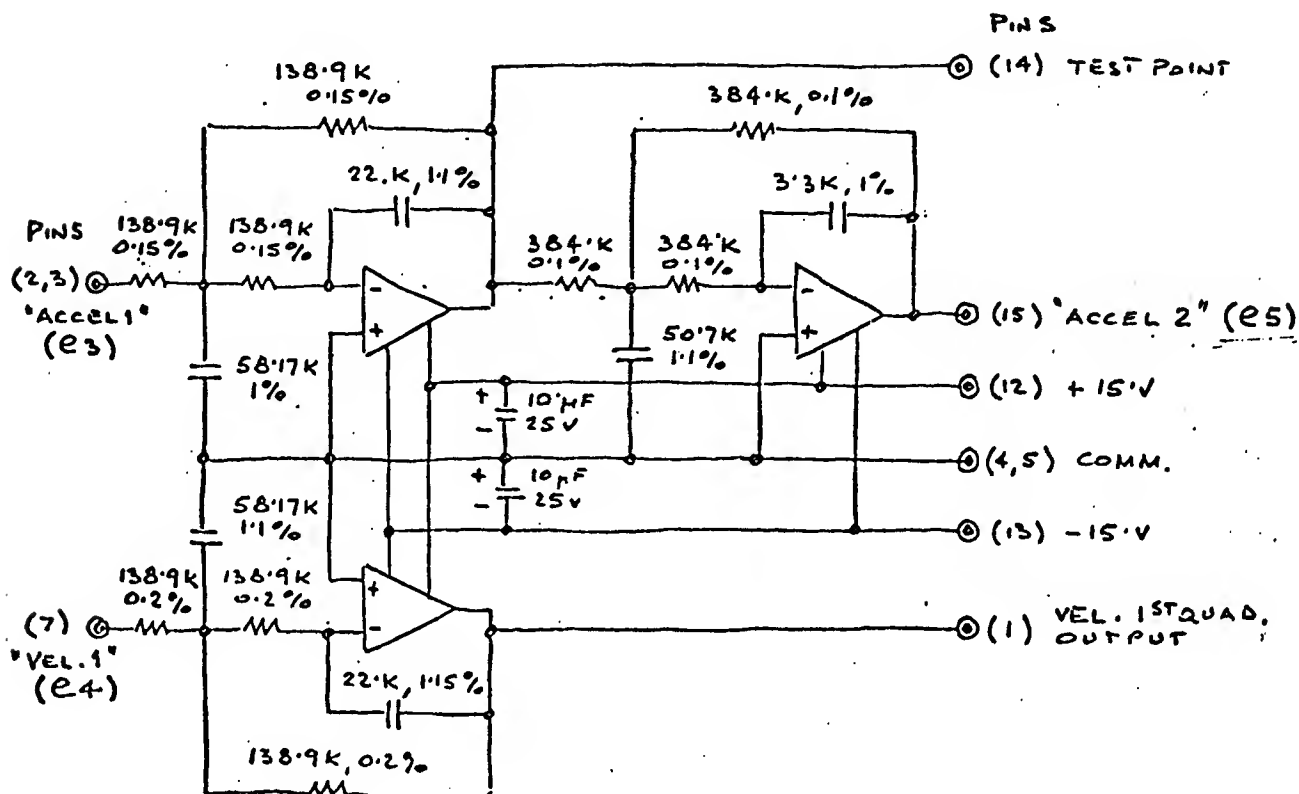 PINS
(14) TEST POINT
138.9K
0.15%
384.K, 0.1%
22.K, 1.1%
3.3K, 1%
PINS
138.9K
0.15%
138.9K
0.15%
384.K
0.1%
384.K
0.1%
(2,3)
"ACCEL 1"
(e3)
-
+
-
+
(15) "ACCEL 2" (e5)
58.17K
1%
50.7K
1.1%
+
-
10.μF
25V
(12) +15.V
(4,5) COMM.
+
-
10μF
25V
58.17K
1.1%
(13) -15.V
138.9K
0.2%
138.9K
0.2%
+
-
(7)
"VEL.1"
(e4)
(1) VEL. 1ST QUAD.
OUTPUT
22.K, 1.15%
138.9K, 0.2%